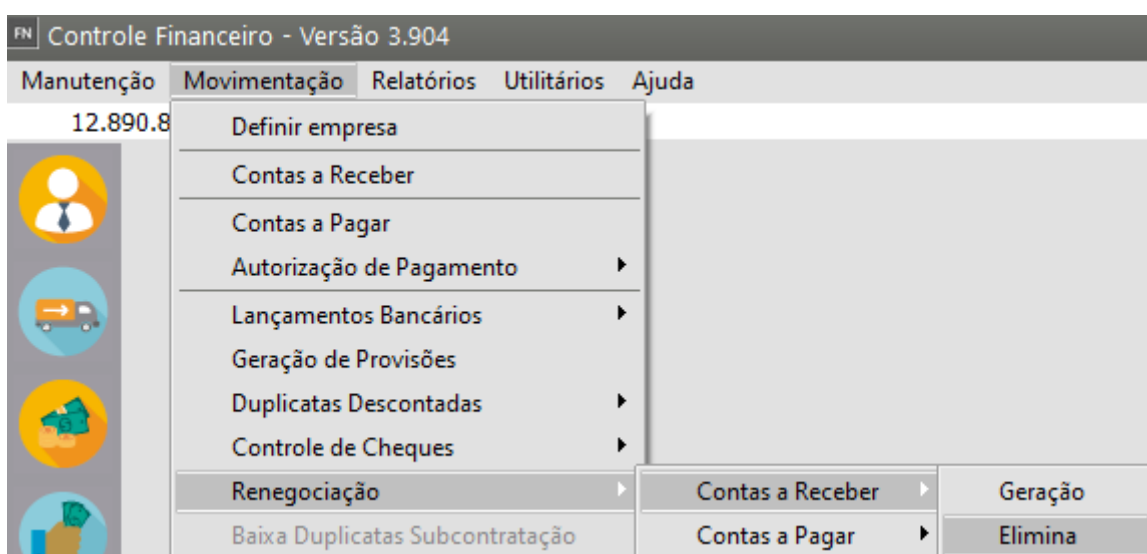 FN Controle Financeiro - Versão 3.904
Manutenção Movimentação Relatórios Utilitários Ajuda
12.890.8
Definir empresa
Contas a Receber
Contas a Pagar
Autorização de Pagamento
Lançamentos Bancários
Geração de Provisões
Duplicatas Descontadas
Controle de Cheques
Renegociação Contas a Receber Geração
Baixa Duplicatas Subcontratação Contas a Pagar Elimina